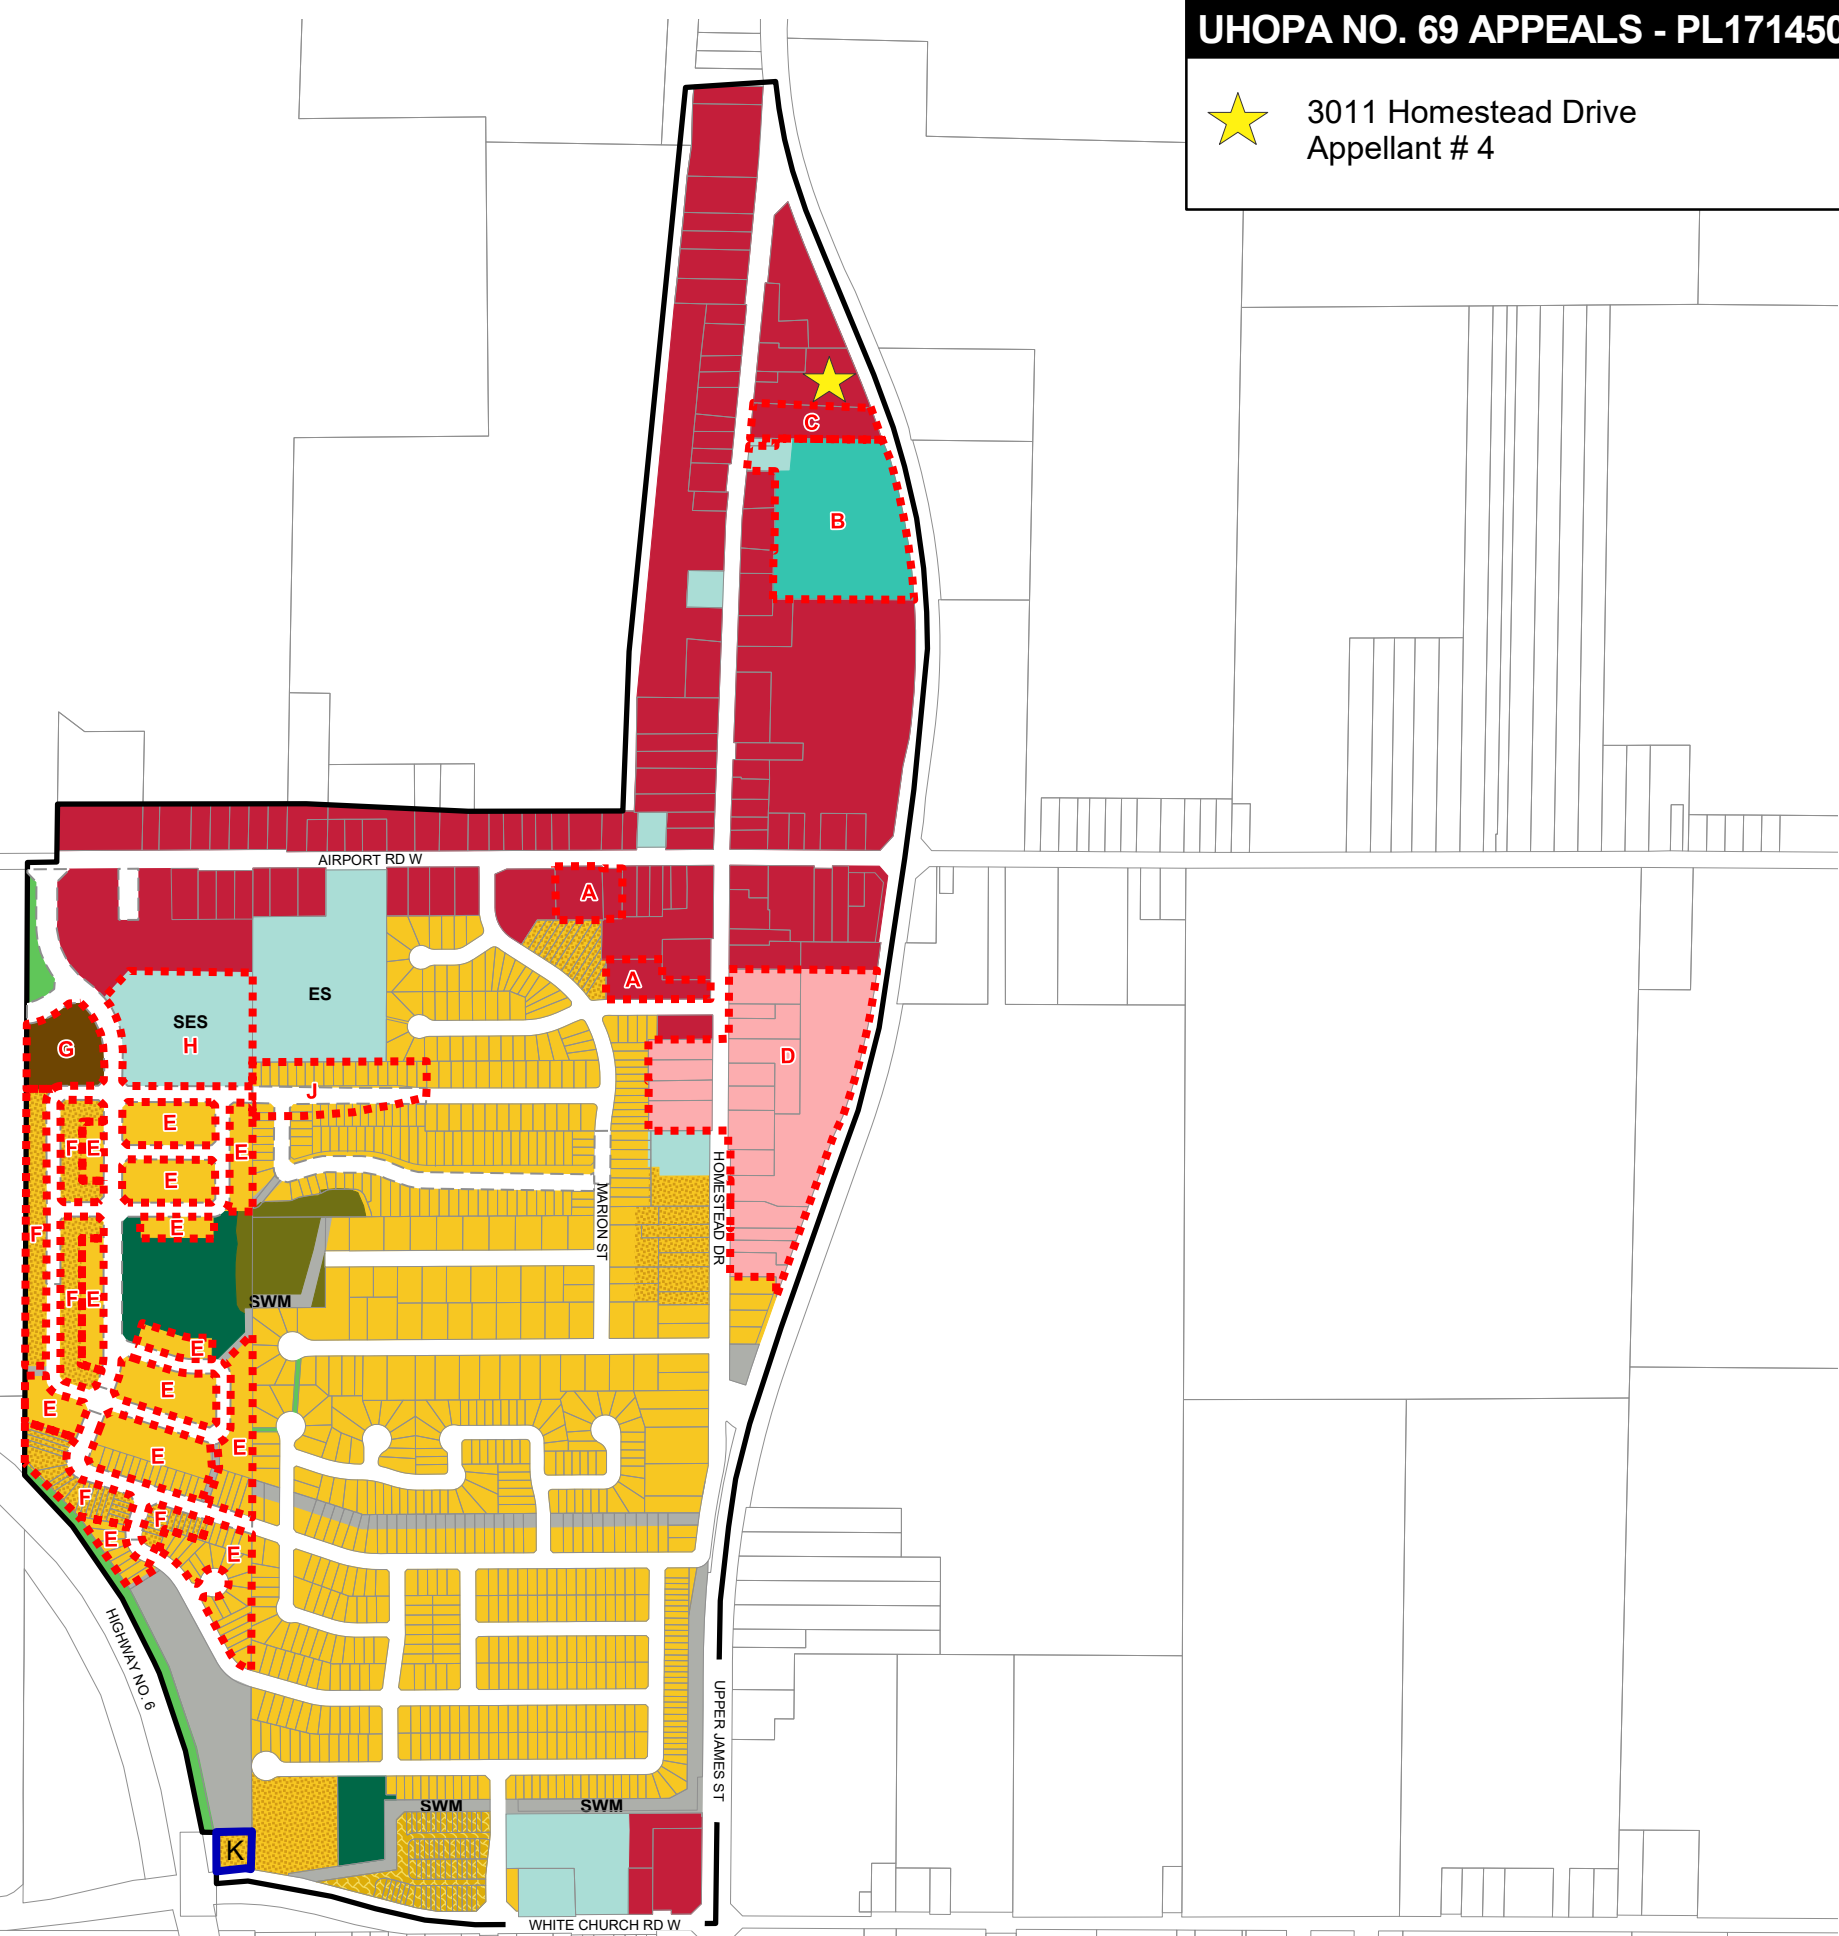 UHOPA NO. 69 APPEALS - PL171450
3011 Homestead Drive
Appellant # 4
C
B
AIRPORT RD W
A
A
ES
SES
H
G
D
J
E
F E
E
E
HOMESTEAD DR
MARION ST
E
F
F E
SWM
E
E
E
E
E
F
F
E
E
HIGHWAY NO. 6
UPPER JAMES ST
SWM
SWM
K
WHITE CHURCH RD W